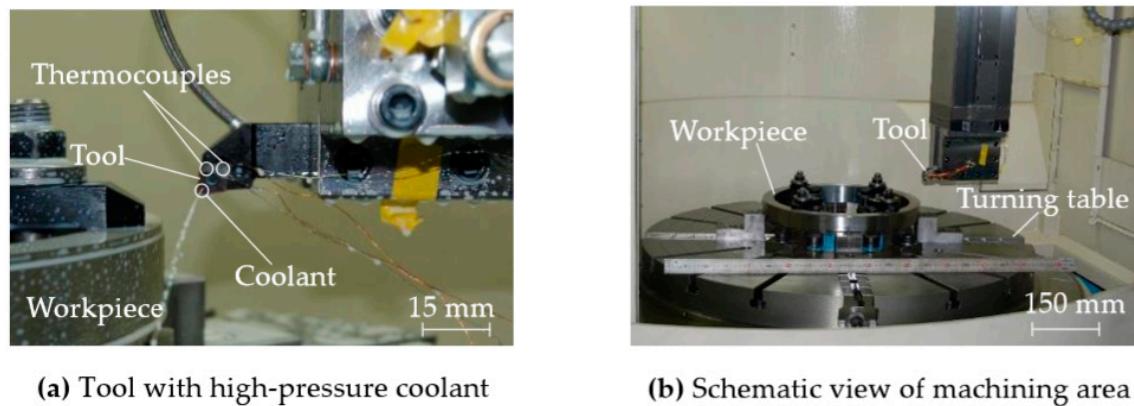 Thermocouples
Tool
Coolant
Workpiece
15 mm
(a) Tool with high-pressure coolant
Workpiece
Tool
Turning table
150 mm
(b) Schematic view of machining area